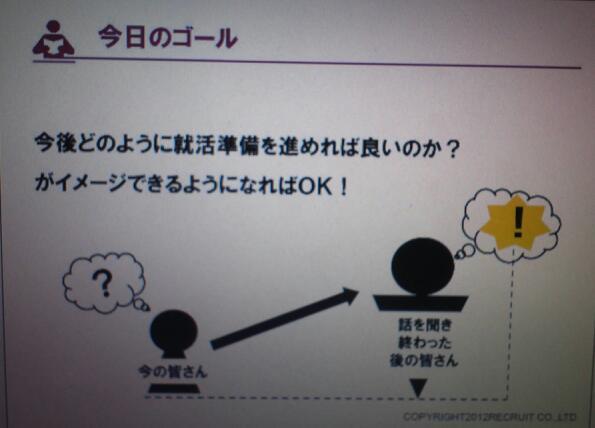 今日のゴール
今後どのように就活準備を進めれば良いのか？
がイメージできるようになればOK！
!
?
話を聞き
終わった
後の皆さん
今の皆さん
COPYRIGHT2012RECRUIT CO.,LTD